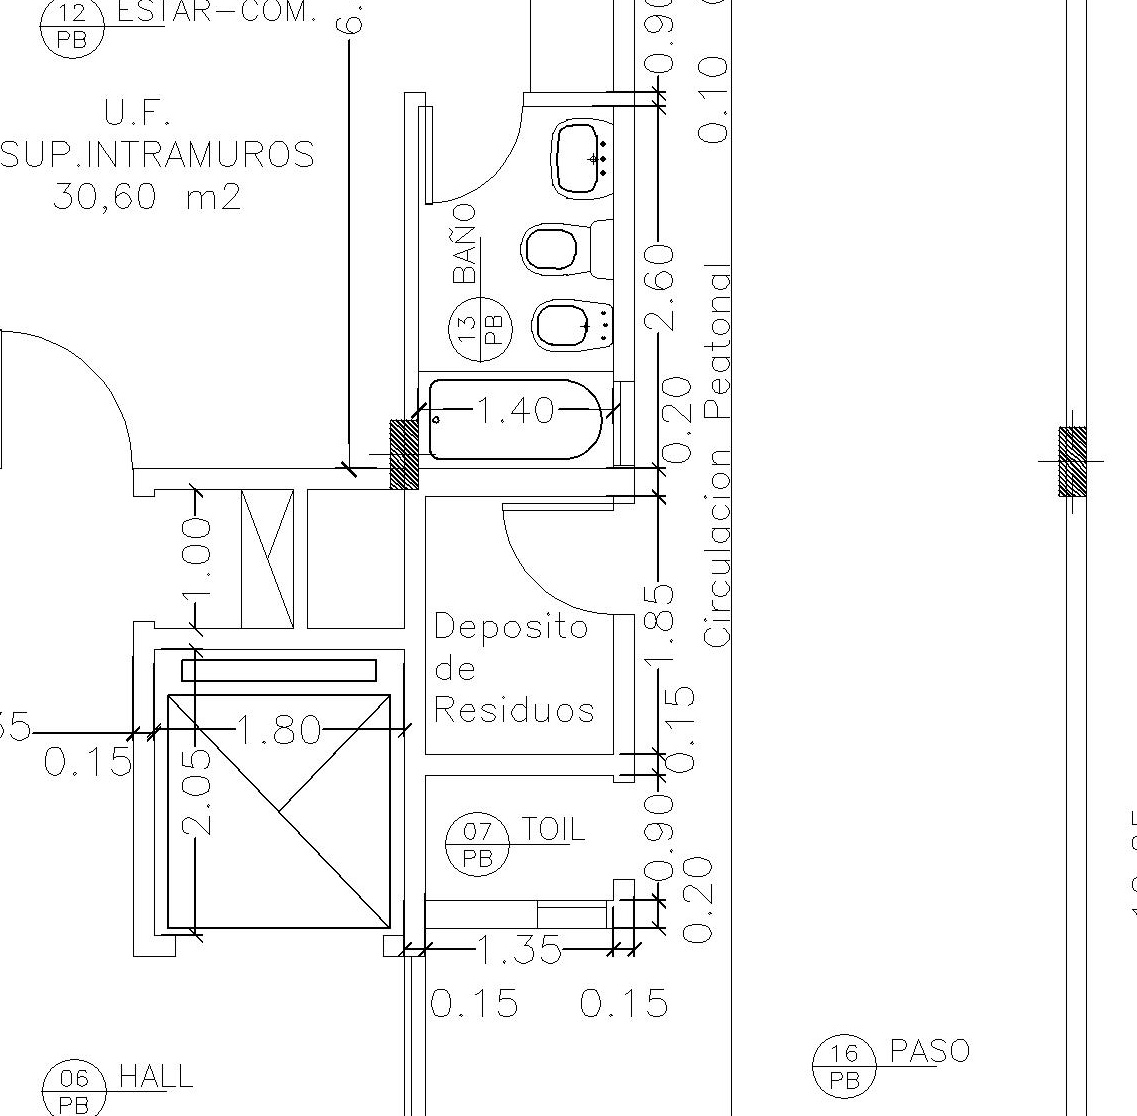 12
PB
ESTAR-COM.
6.
0.90
0.10
U.F.
SUP.INTRAMUROS
30,60 m2
BAÑO
13
PB
2.60
Circulacion Peatonal
0.20
1.40
1.00
1.85
Deposito
de
Residuos
0.15
1.80
0.15
2.05
07
PB
TOIL
0.90
0.20
1.35
0.15
0.15
16
PB
PASO
06
PB
HALL